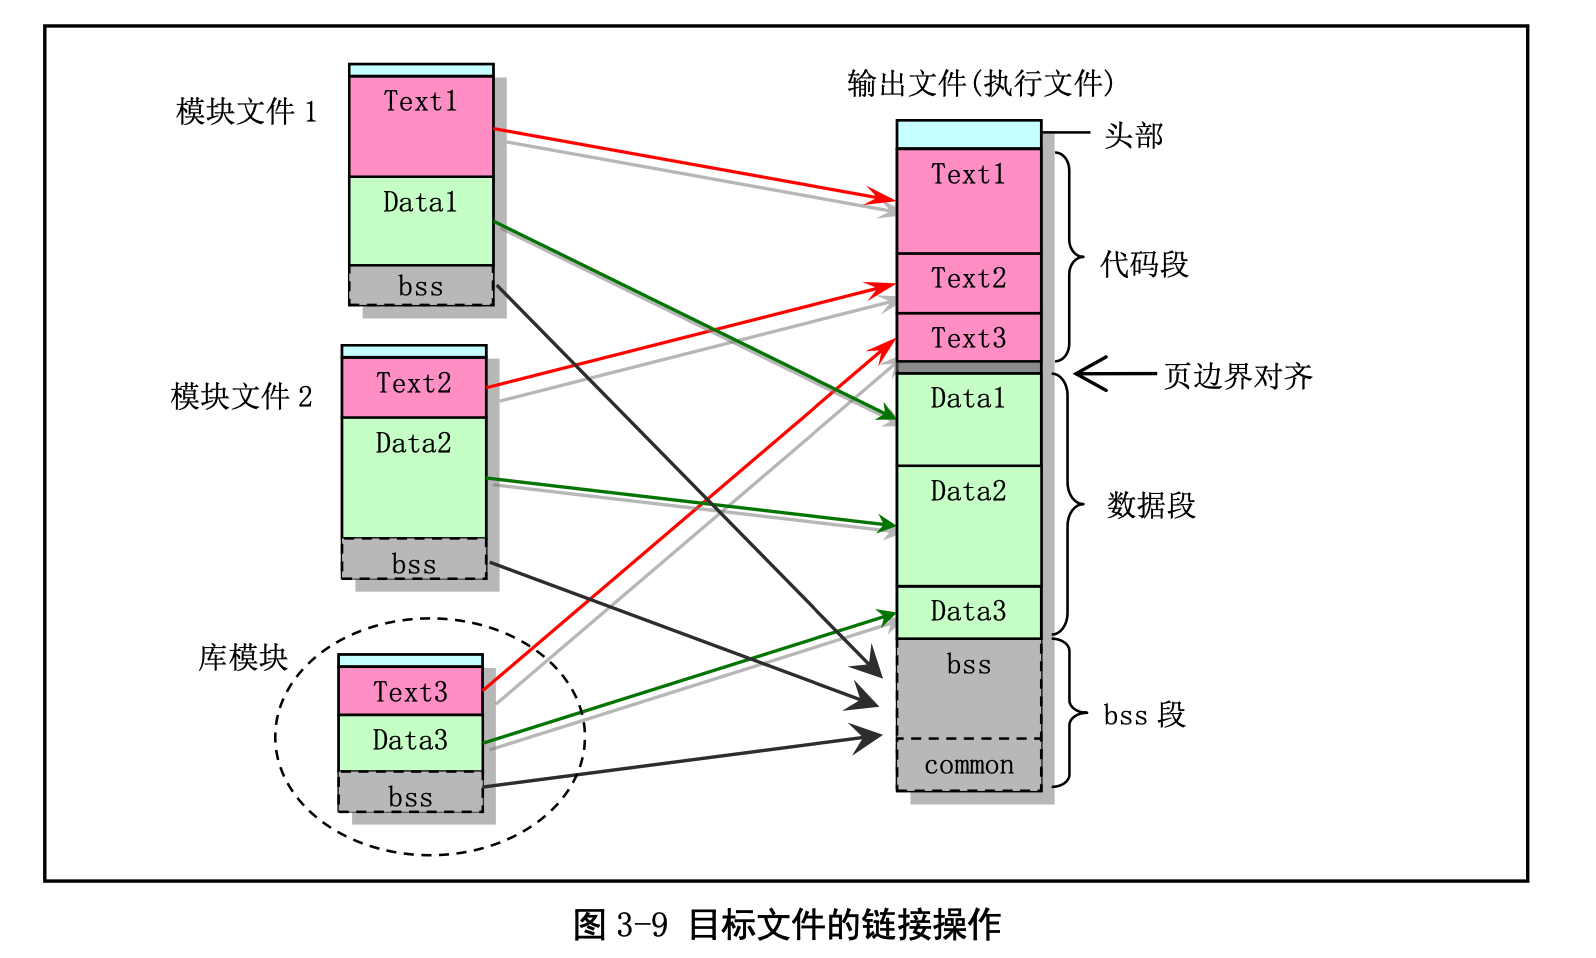 模块文件 1
Text1
Data1
bss
模块文件 2
Text2
Data2
bss
库模块
Text3
Data3
bss
输出文件(执行文件)
头部
Text1
Text2
Text3
代码段
页边界对齐
Data1
Data2
Data3
数据段
bss
common
bss 段
图 3-9 目标文件的链接操作